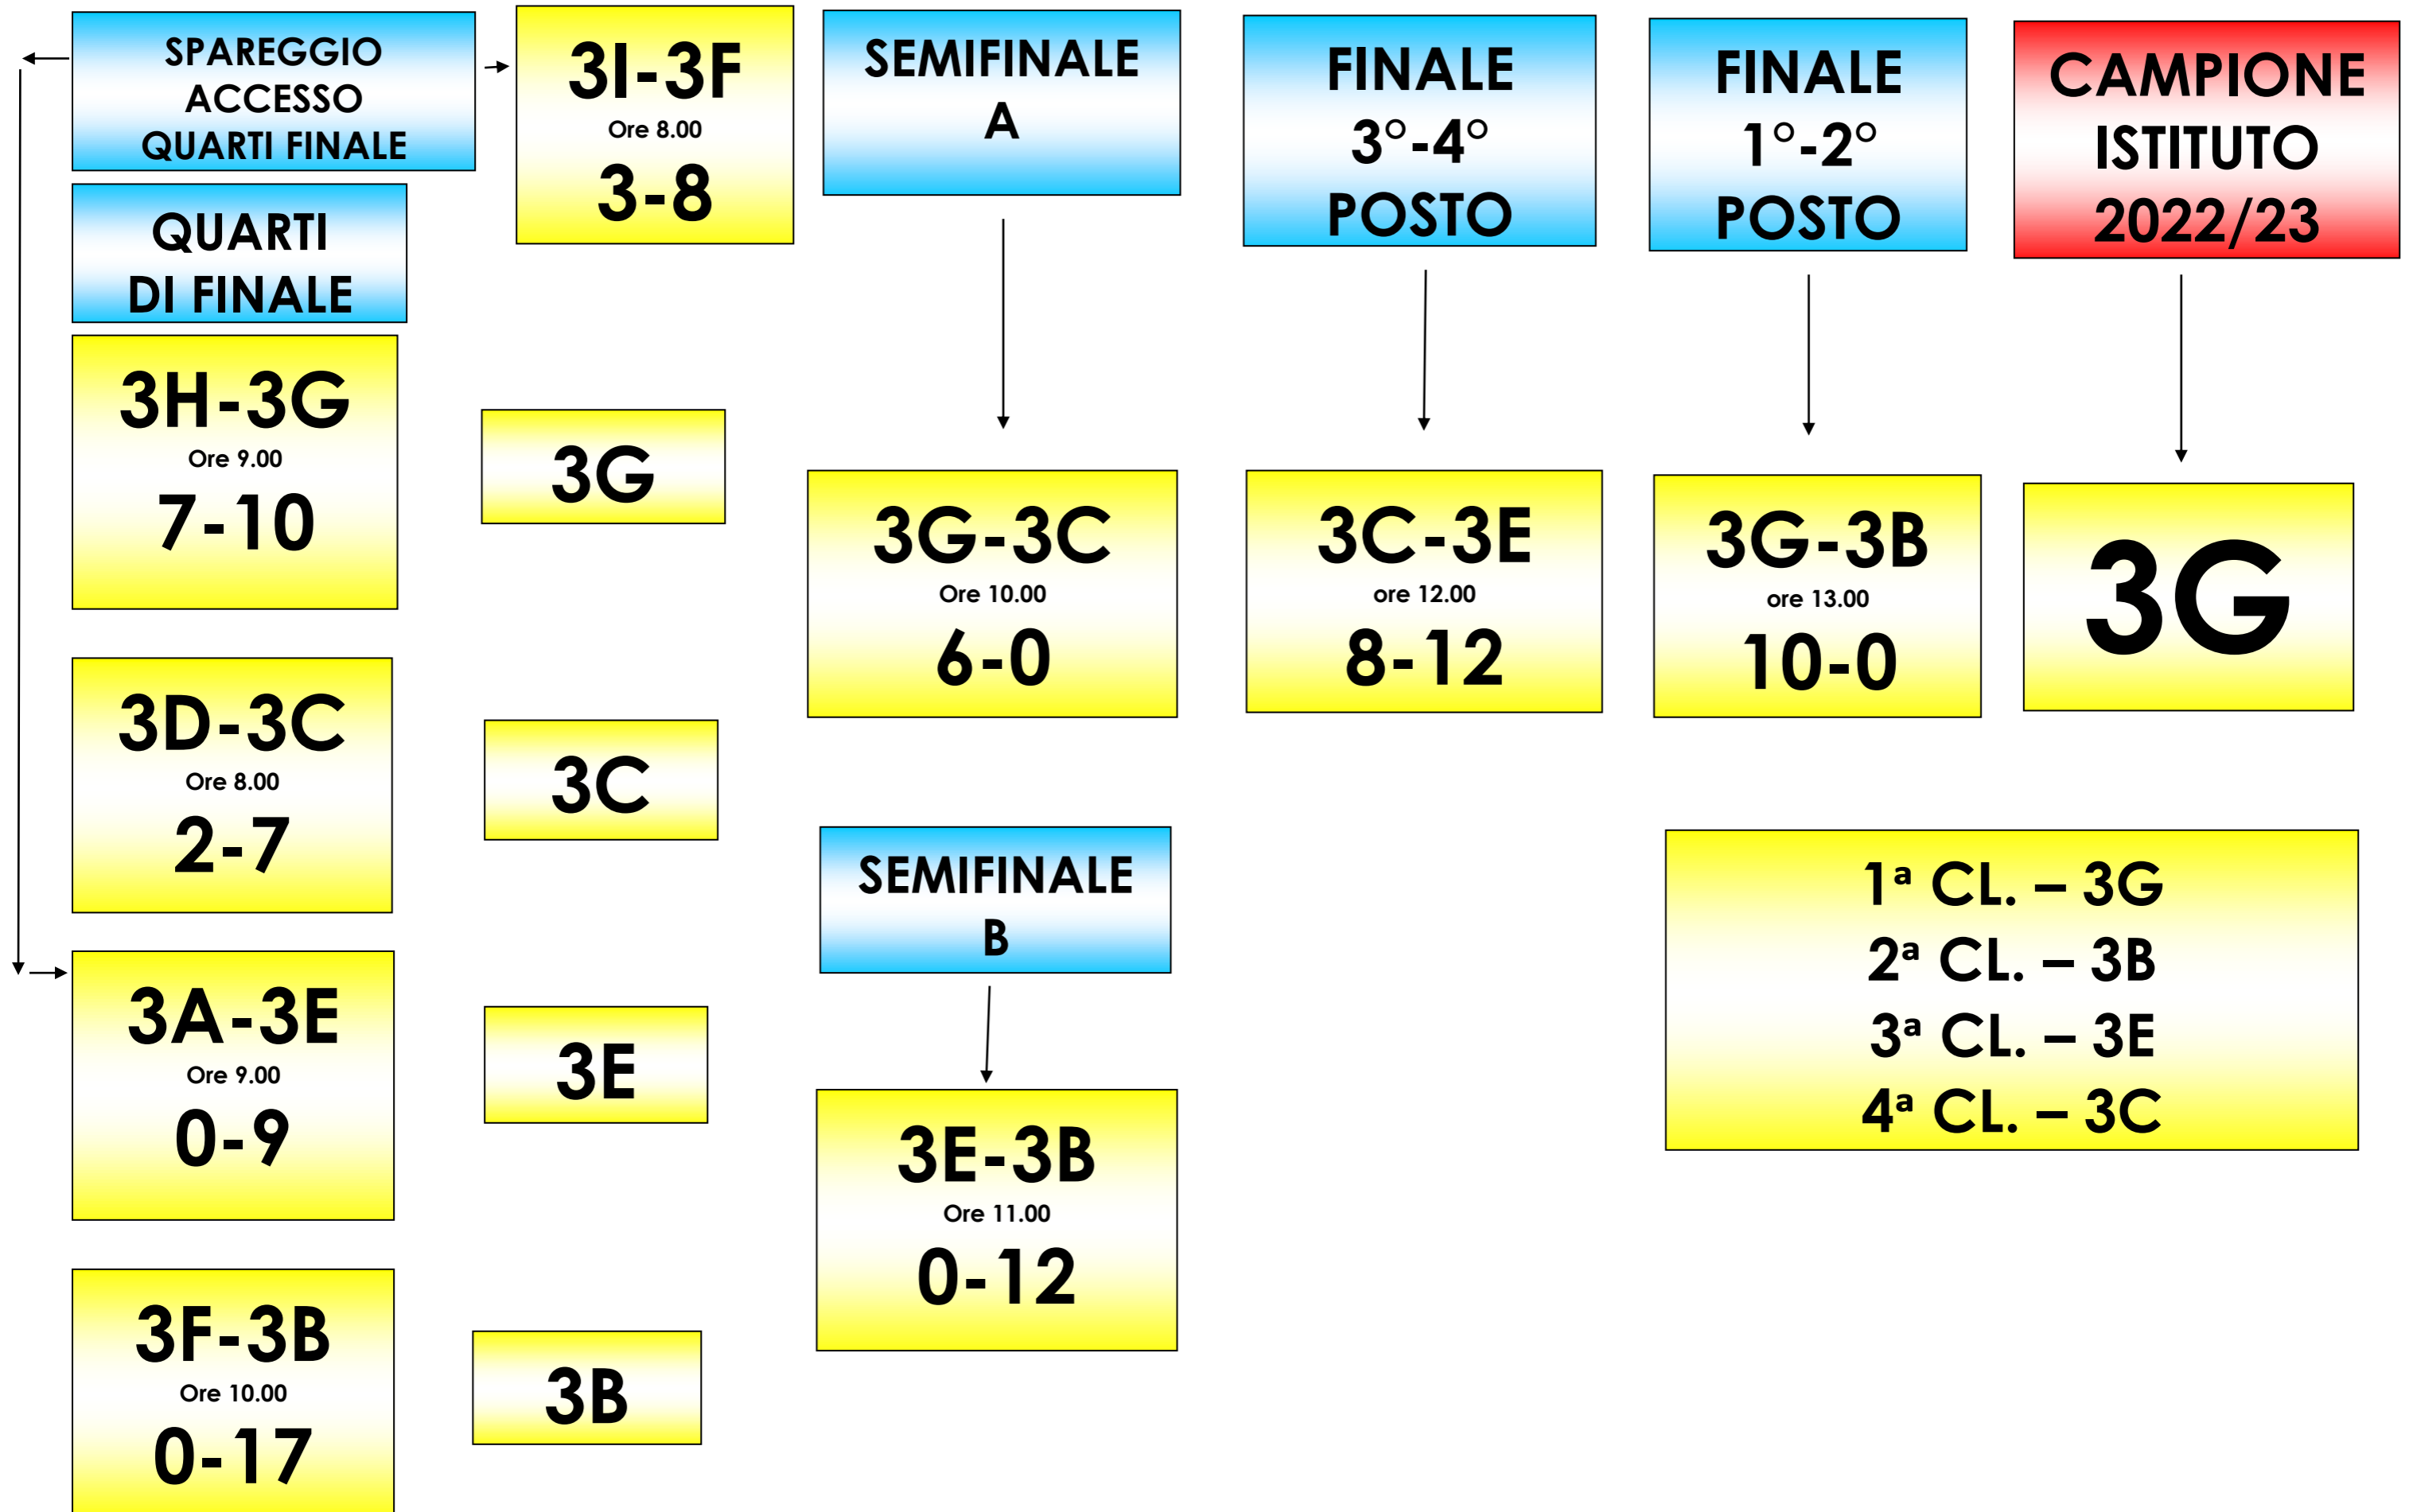 SPAREGGIO
ACCESSO
QUARTI FINALE
3I-3F
Ore 8.00
3-8
QUARTI
DI FINALE
3H-3G
Ore 9.00
7-10
3G
3D-3C
Ore 8.00
2-7
3C
3A-3E
Ore 9.00
0-9
3E
3F-3B
Ore 10.00
0-17
3B
SEMIFINALE
A
3G-3C
Ore 10.00
6-0
SEMIFINALE
B
3E-3B
Ore 11.00
0-12
FINALE
3°-4°
POSTO
3C-3E
ore 12.00
8-12
FINALE
1°-2°
POSTO
3G-3B
ore 13.00
10-0
CAMPIONE
ISTITUTO
2022/23
3G
1ª CL. – 3G
2ª CL. – 3B
3ª CL. – 3E
4ª CL. – 3C